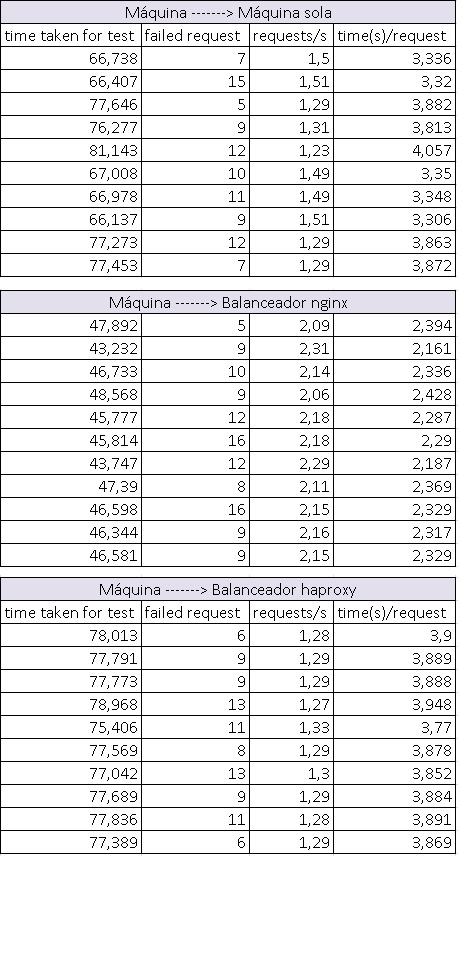 Máquina -------> Máquina sola
time taken for test failed request requests/s time(s)/request
66,738 7 1,5 3,336
66,407 15 1,51 3,32
77,646 5 1,29 3,882
76,277 9 1,31 3,813
81,143 12 1,23 4,057
67,008 10 1,49 3,35
66,978 11 1,49 3,348
66,137 9 1,51 3,306
77,273 12 1,29 3,863
77,453 7 1,29 3,872
Máquina -------> Balanceador nginx
47,892 5 2,09 2,394
43,232 9 2,31 2,161
46,733 10 2,14 2,336
48,568 9 2,06 2,428
45,777 12 2,18 2,287
45,814 16 2,18 2,29
43,747 12 2,29 2,187
47,39 8 2,11 2,369
46,598 16 2,15 2,329
46,344 9 2,16 2,317
46,581 9 2,15 2,329
Máquina -------> Balanceador haproxy
time taken for test failed request requests/s time(s)/request
78,013 6 1,28 3,9
77,791 9 1,29 3,889
77,773 9 1,29 3,888
78,968 13 1,27 3,948
75,406 11 1,33 3,77
77,569 8 1,29 3,878
77,042 13 1,3 3,852
77,689 9 1,29 3,884
77,836 11 1,28 3,891
77,389 6 1,29 3,869